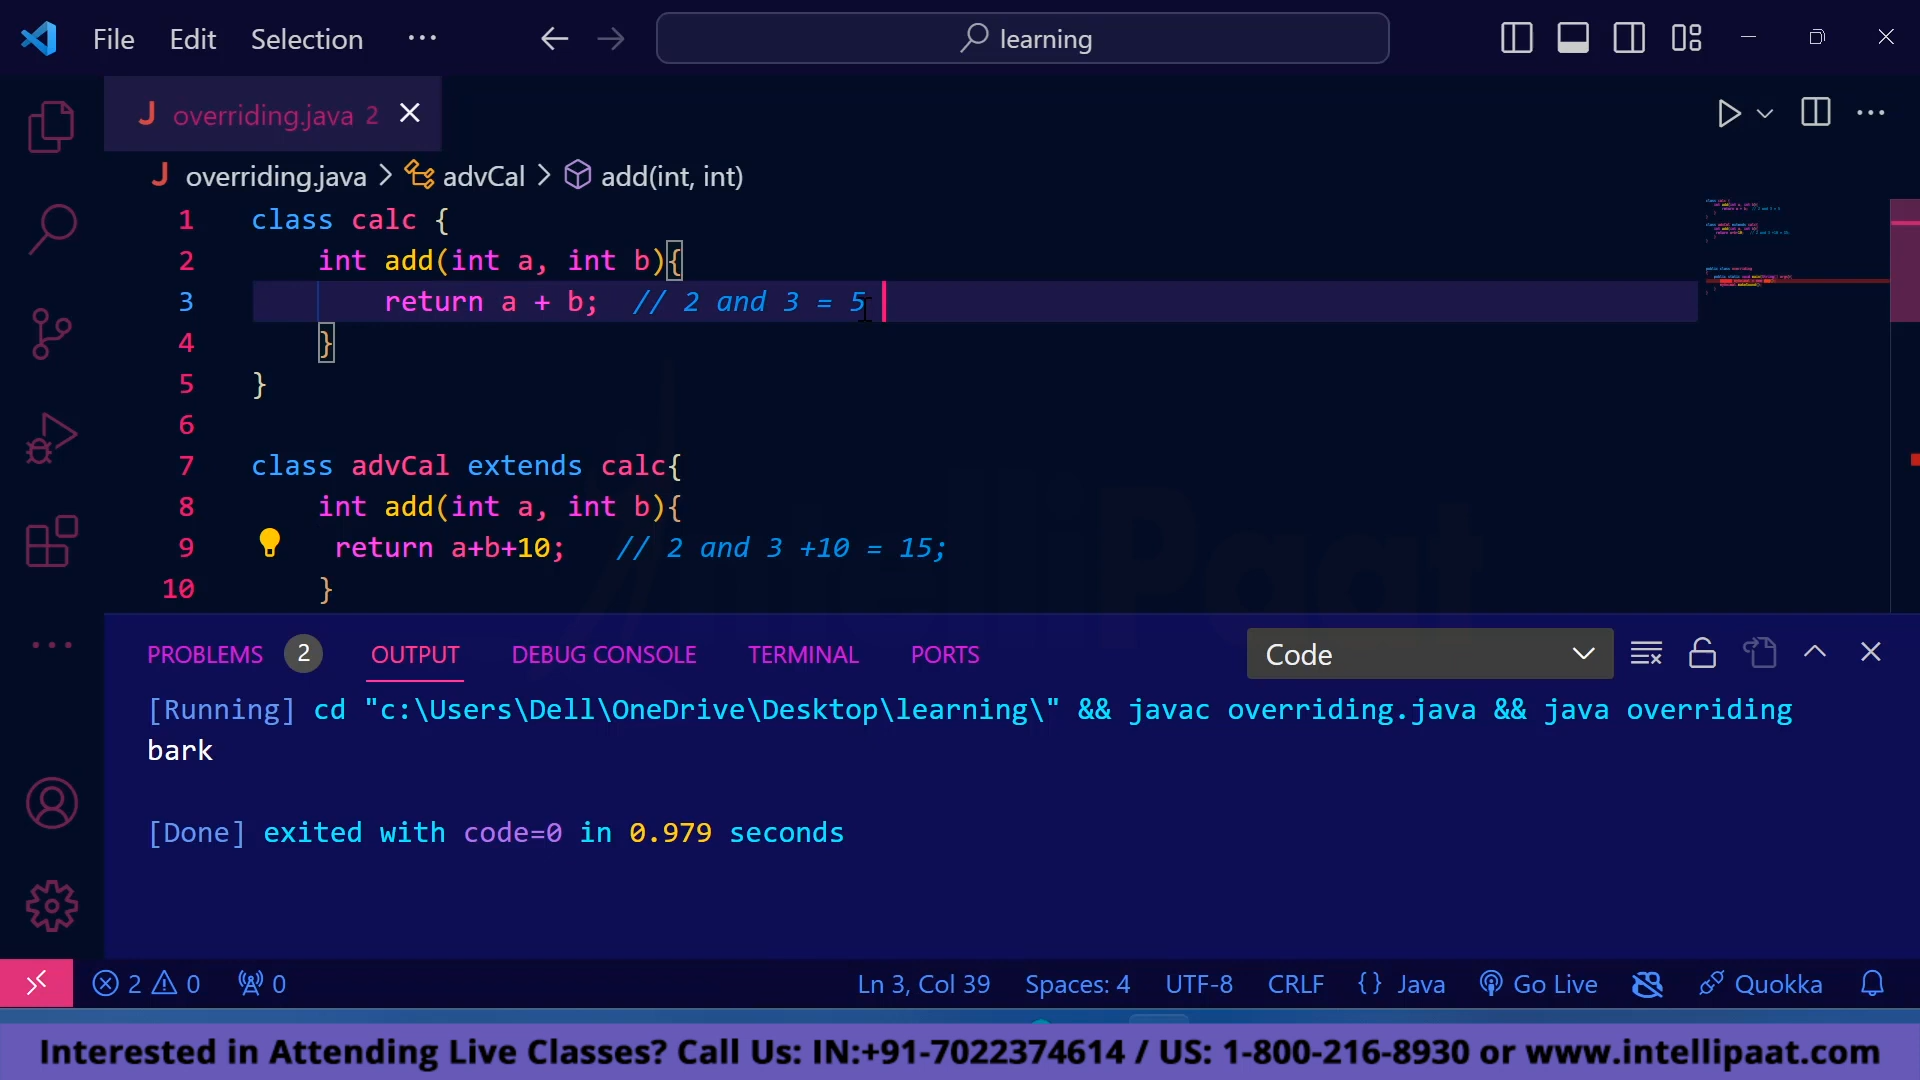 File Edit Selection ··· learning
J overriding.java 2
J overriding.java > advCal > add(int, int)
1 class calc {
2 int add(int a, int b){
3 return a + b; // 2 and 3 = 5
4 }
5 }
6
7 class advCal extends calc{
8 int add(int a, int b){
9 return a+b+10; // 2 and 3 +10 = 15;
10 }
PROBLEMS 2 OUTPUT DEBUG CONSOLE TERMINAL PORTS Code
[Running] cd "c:\Users\Dell\OneDrive\Desktop\learning\" && javac overriding.java && java overriding
bark
[Done] exited with code=0 in 0.979 seconds
2 0 0 Ln 3, Col 39 Spaces: 4 UTF-8 CRLF {} Java Go Live Quokka
Interested in Attending Live Classes? Call Us: IN:+91-7022374614 / US: 1-800-216-8930 or www.intellipaat.com